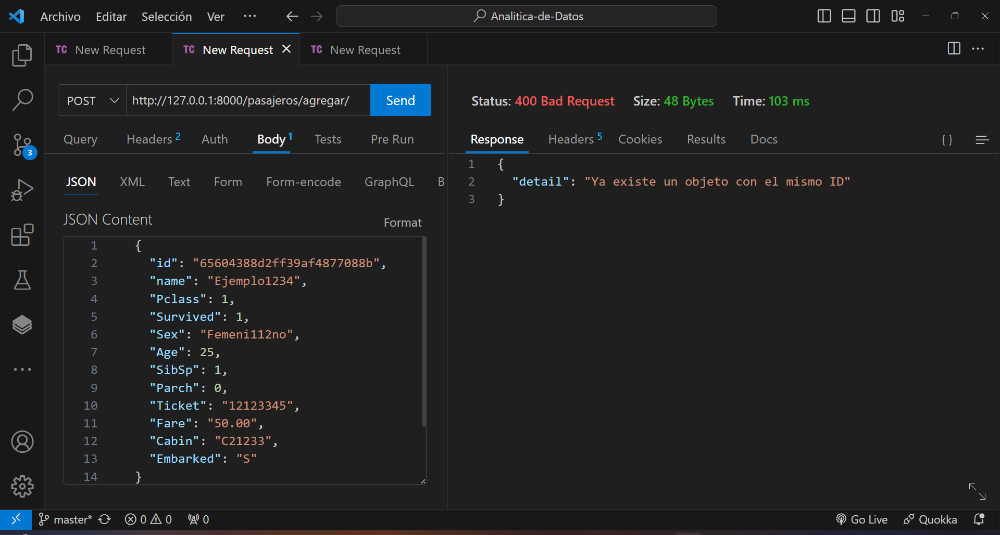 Archivo Editar Selección Ver ··· Analitica-de-Datos
TC New Request TC New Request TC New Request
POST http://127.0.0.1:8000/pasajeros/agregar/ Send
Status: 400 Bad Request Size: 48 Bytes Time: 103 ms
Query Headers 2 Auth Body 1 Tests Pre Run
Response Headers 5 Cookies Results Docs { }
3
JSON XML Text Form Form-encode GraphQL B
JSON Content Format
1 {
2 "id": "65604388d2ff39af4877088b",
3 "name": "Ejemplo1234",
4 "Pclass": 1,
5 "Survived": 1,
6 "Sex": "Femeni112no",
7 "Age": 25,
8 "SibSp": 1,
9 "Parch": 0,
10 "Ticket": "12123345",
11 "Fare": "50.00",
12 "Cabin": "C21233",
13 "Embarked": "S"
14 }
1 {
2 "detail": "Ya existe un objeto con el mismo ID"
3 }
master* 0 0 0 Go Live Quokka